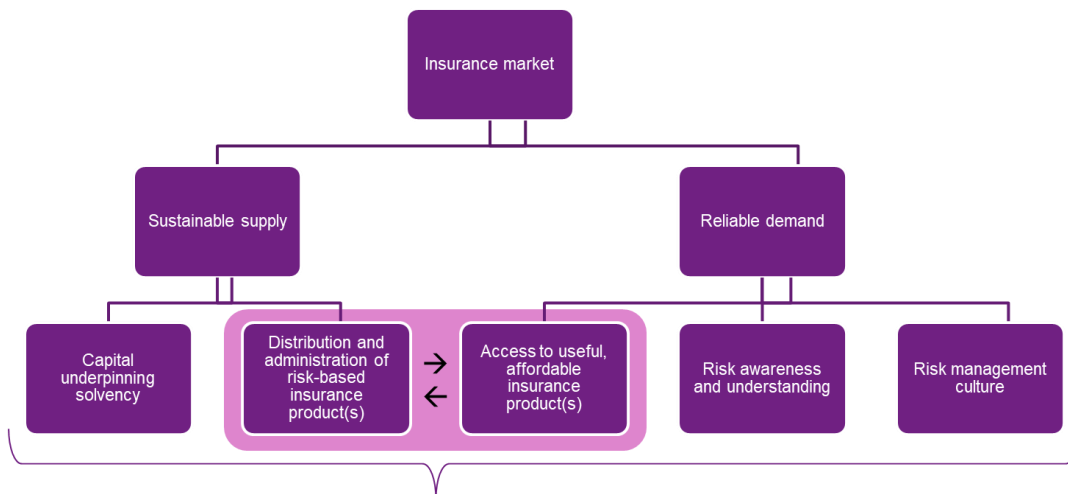 Insurance market
Sustainable supply
Reliable demand
Capital
underpinning
solvency
Distribution and
administration of
risk-based
insurance
product(s)
Access to useful,
affordable
insurance
product(s)
Risk awareness
and understanding
Risk management
culture